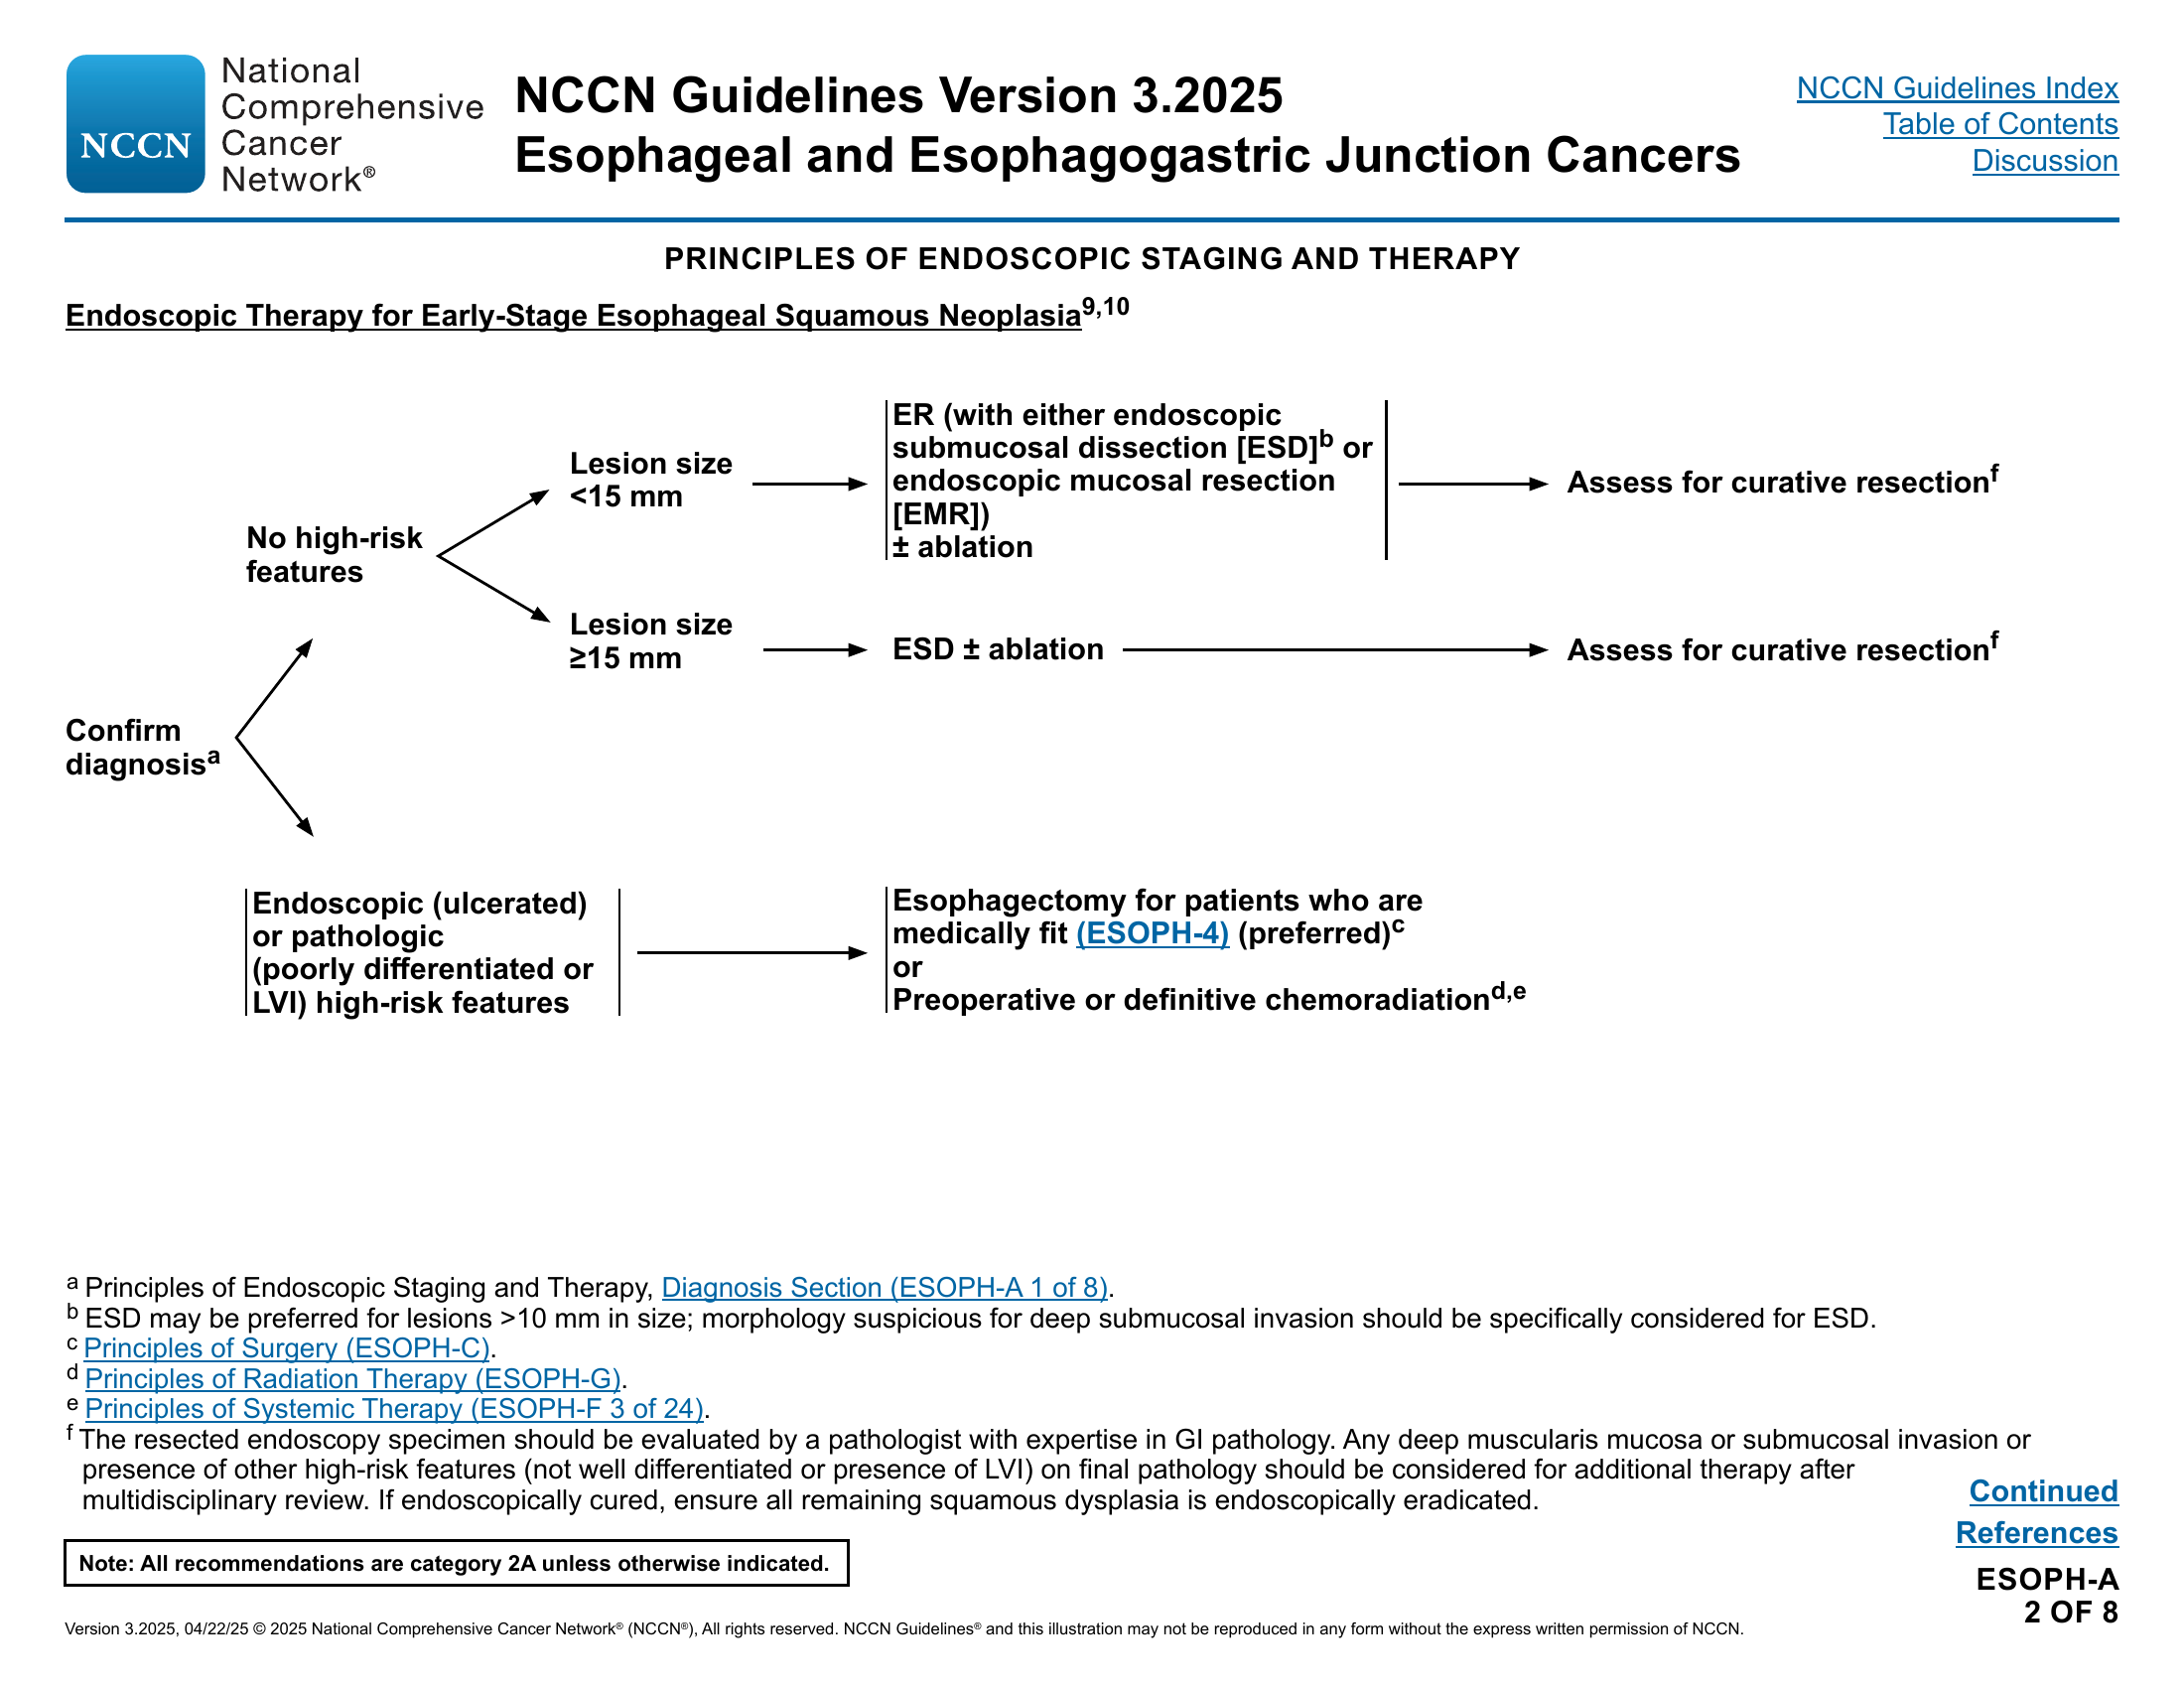 National
Comprehensive
NCCN Cancer
Network®
NCCN Guidelines Version 3.2025
Esophageal and Esophagogastric Junction Cancers
NCCN Guidelines Index
Table of Contents
Discussion
PRINCIPLES OF ENDOSCOPIC STAGING AND THERAPY
Endoscopic Therapy for Early-Stage Esophageal Squamous Neoplasia9,10
Confirm
diagnosisa
No high-risk
features
Lesion size
<15 mm
ER (with either endoscopic
submucosal dissection [ESD]b or
endoscopic mucosal resection
[EMR])
± ablation
Assess for curative resectionf
Lesion size
≥15 mm
ESD ± ablation
Assess for curative resectionf
Endoscopic (ulcerated)
or pathologic
(poorly differentiated or
LVI) high-risk features
Esophagectomy for patients who are
medically fit (ESOPH-4) (preferred)c
or
Preoperative or definitive chemoradiationd,e
a Principles of Endoscopic Staging and Therapy, Diagnosis Section (ESOPH-A 1 of 8).
b ESD may be preferred for lesions >10 mm in size; morphology suspicious for deep submucosal invasion should be specifically considered for ESD.
c Principles of Surgery (ESOPH-C).
d Principles of Radiation Therapy (ESOPH-G).
e Principles of Systemic Therapy (ESOPH-F 3 of 24).
f The resected endoscopy specimen should be evaluated by a pathologist with expertise in GI pathology. Any deep muscularis mucosa or submucosal invasion or
presence of other high-risk features (not well differentiated or presence of LVI) on final pathology should be considered for additional therapy after
multidisciplinary review. If endoscopically cured, ensure all remaining squamous dysplasia is endoscopically eradicated.
Continued
References
Note: All recommendations are category 2A unless otherwise indicated.
ESOPH-A
2 OF 8
Version 3.2025, 04/22/25 © 2025 National Comprehensive Cancer Network® (NCCN®), All rights reserved. NCCN Guidelines® and this illustration may not be reproduced in any form without the express written permission of NCCN.